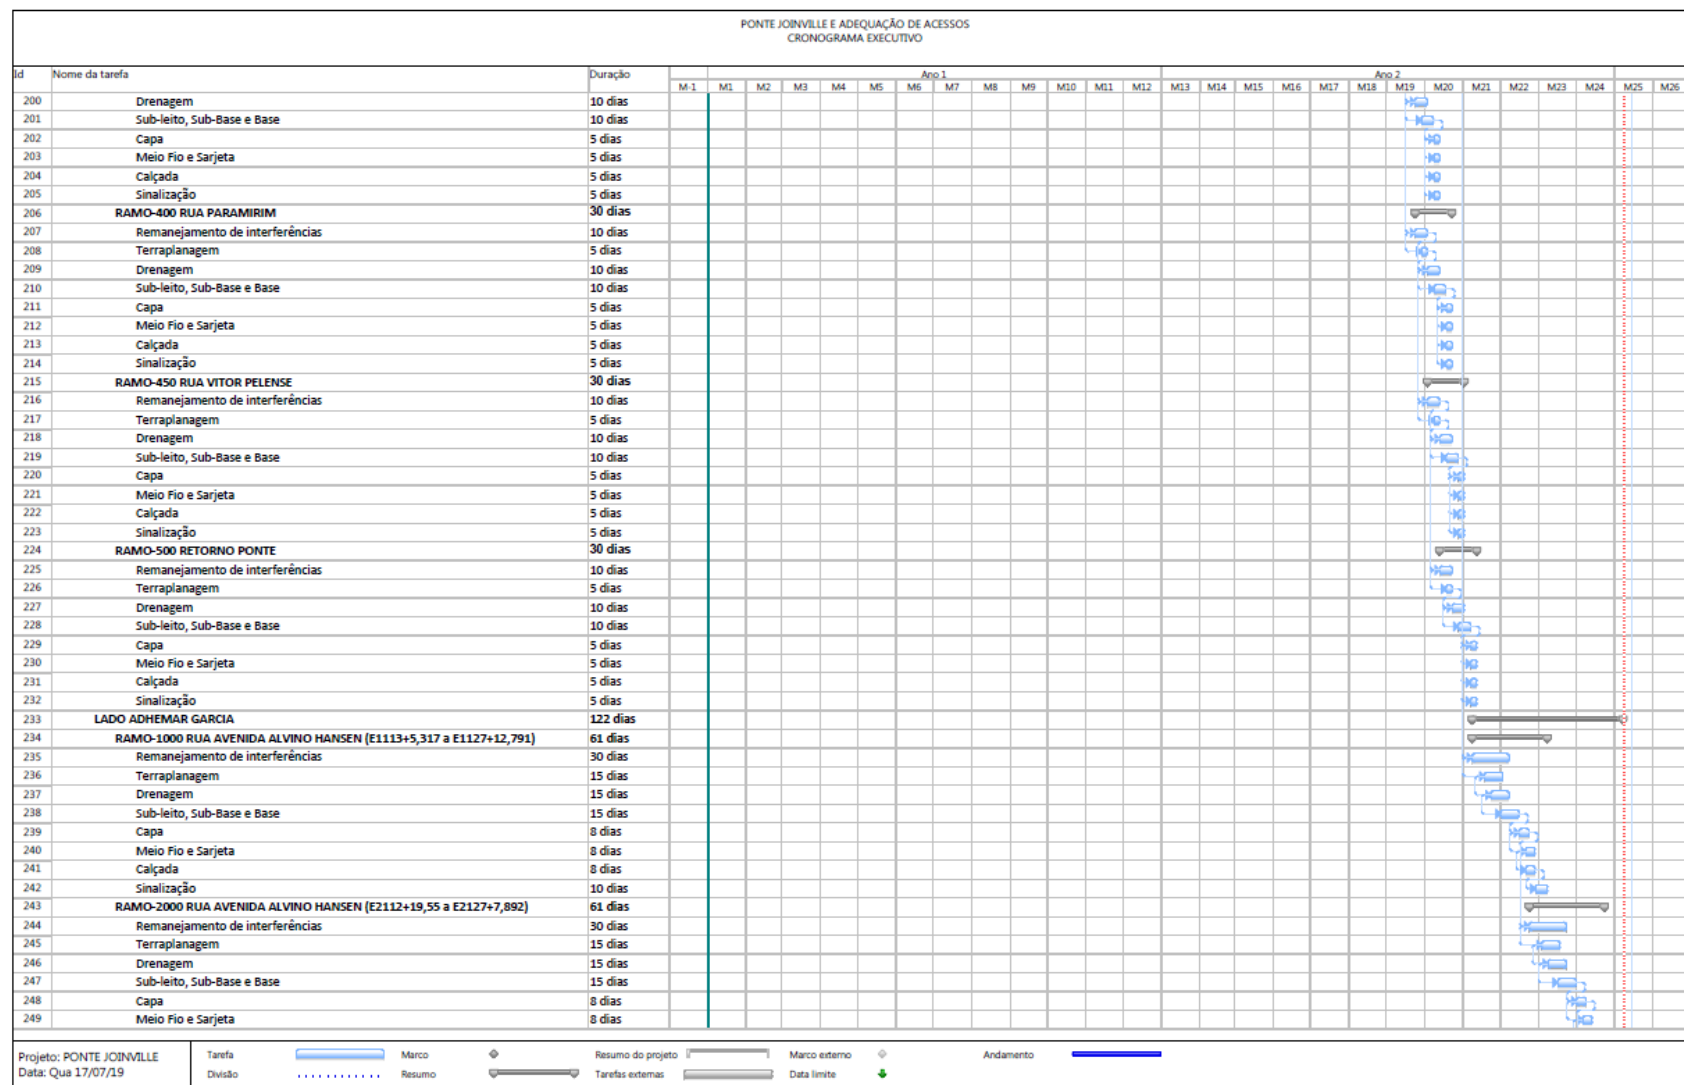 PONTE JOINVILLE E ADEQUAÇÃO DE ACESSOS
CRONOGRAMA EXECUTIVO
Id Nome da tarefa Duração Ano 1 Ano 2
M-1 M1 M2 M3 M4 M5 M6 M7 M8 M9 M10 M11 M12 M13 M14 M15 M16 M17 M18 M19 M20 M21 M22 M23 M24 M25 M26
200 Drenagem 10 dias
201 Sub-leito, Sub-Base e Base 10 dias
202 Capa 5 dias
203 Meio Fio e Sarjeta 5 dias
204 Calçada 5 dias
205 Sinalização 5 dias
206 RAMO-400 RUA PARAMIRIM 30 dias
207 Remanejamento de interferências 10 dias
208 Terraplanagem 5 dias
209 Drenagem 10 dias
210 Sub-leito, Sub-Base e Base 10 dias
211 Capa 5 dias
212 Meio Fio e Sarjeta 5 dias
213 Calçada 5 dias
214 Sinalização 5 dias
215 RAMO-450 RUA VITOR PELENSE 30 dias
216 Remanejamento de interferências 10 dias
217 Terraplanagem 5 dias
218 Drenagem 10 dias
219 Sub-leito, Sub-Base e Base 10 dias
220 Capa 5 dias
221 Meio Fio e Sarjeta 5 dias
222 Calçada 5 dias
223 Sinalização 5 dias
224 RAMO-500 RETORNO PONTE 30 dias
225 Remanejamento de interferências 10 dias
226 Terraplanagem 5 dias
227 Drenagem 10 dias
228 Sub-leito, Sub-Base e Base 10 dias
229 Capa 5 dias
230 Meio Fio e Sarjeta 5 dias
231 Calçada 5 dias
232 Sinalização 5 dias
233 LADO ADHEMAR GARCIA 122 dias
234 RAMO-1000 RUA AVENIDA ALVINO HANSEN (E1113+5,317 a E1127+12,791) 61 dias
235 Remanejamento de interferências 30 dias
236 Terraplanagem 15 dias
237 Drenagem 15 dias
238 Sub-leito, Sub-Base e Base 15 dias
239 Capa 8 dias
240 Meio Fio e Sarjeta 8 dias
241 Calçada 8 dias
242 Sinalização 10 dias
243 RAMO-2000 RUA AVENIDA ALVINO HANSEN (E2112+19,55 a E2127+7,892) 61 dias
244 Remanejamento de interferências 30 dias
245 Terraplanagem 15 dias
246 Drenagem 15 dias
247 Sub-leito, Sub-Base e Base 15 dias
248 Capa 8 dias
249 Meio Fio e Sarjeta 8 dias
Projeto: PONTE JOINVILLE
Data: Qua 17/07/19
Tarefa Marco Resumo do projeto Marco externo Andamento
Divisão Resumo Tarefas externas Data limite